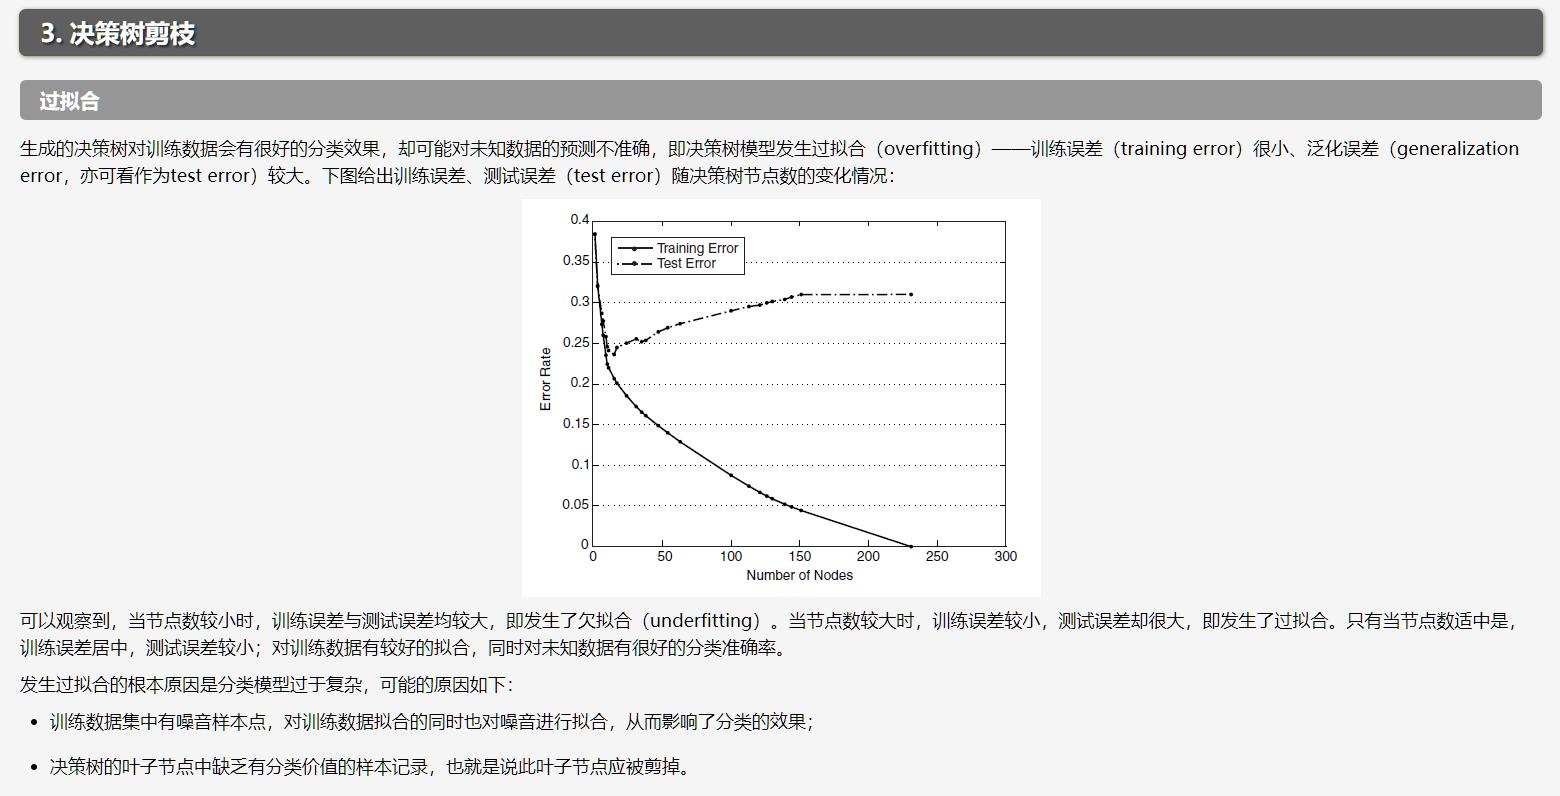 3. 决策树剪枝
过拟合
生成的决策树对训练数据会有很好的分类效果，却可能对未知数据的预测不准确，即决策树模型发生过拟合（overfitting）——训练误差（training error）很小、泛化误差（generalization
error，亦可看作为test error）较大。下图给出训练误差、测试误差（test error）随决策树节点数的变化情况：
0.4
0.35
0.3
0.25
0.2
0.15
0.1
0.05
0
Error Rate
Training Error
Test Error
0 50 100 150 200 250 300
Number of Nodes
可以观察到，当节点数较小时，训练误差与测试误差均较大，即发生了欠拟合（underfitting）。当节点数较大时，训练误差较小，测试误差却很大，即发生了过拟合。只有当节点数适中是，
训练误差居中，测试误差较小；对训练数据有较好的拟合，同时对未知数据有很好的分类准确率。
发生过拟合的根本原因是分类模型过于复杂，可能的原因如下：
• 训练数据集中有噪音样本点，对训练数据拟合的同时也对噪音进行拟合，从而影响了分类的效果；
• 决策树的叶子节点中缺乏有分类价值的样本记录，也就是说此叶子节点应被剪掉。